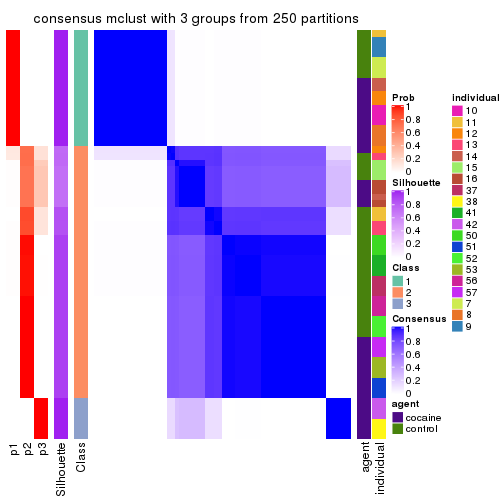 consensus mclust with 3 groups from 250 partitions
p1
p2
p3
Silhouette
Class
agent
individual
Prob
1
0.8
0.6
0.4
0.2
0
Silhouette
1
0.8
0.6
0.4
0.2
0
Class
1
2
3
Consensus
1
0.8
0.6
0.4
0.2
0
agent
cocaine
control
individual
10
11
12
13
14
15
16
37
38
41
42
50
51
52
53
56
57
7
8
9